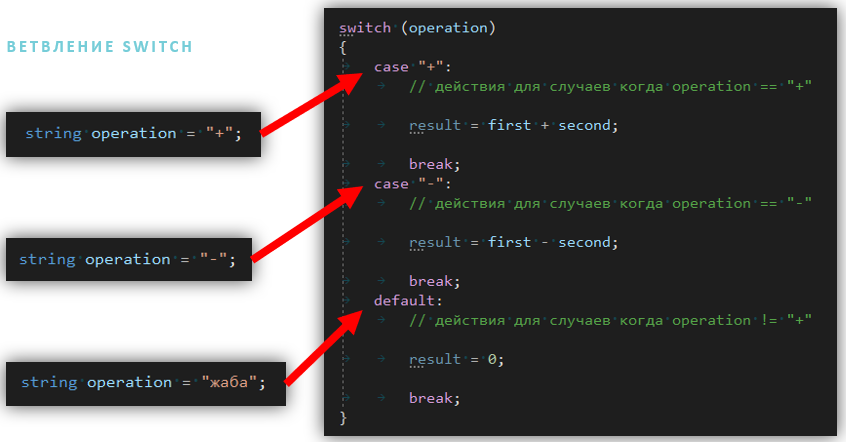 ВЕТВЛЕНИЕ SWITCH
string operation = "+";
string operation = "-";
string operation = "жаба";
switch (operation)
{
case "+":
// действия для случаев когда operation == "+"
result = first + second;
break;
case "-":
// действия для случаев когда operation == "-"
result = first - second;
break;
default:
// действия для случаев когда operation != "+"
result = 0;
break;
}